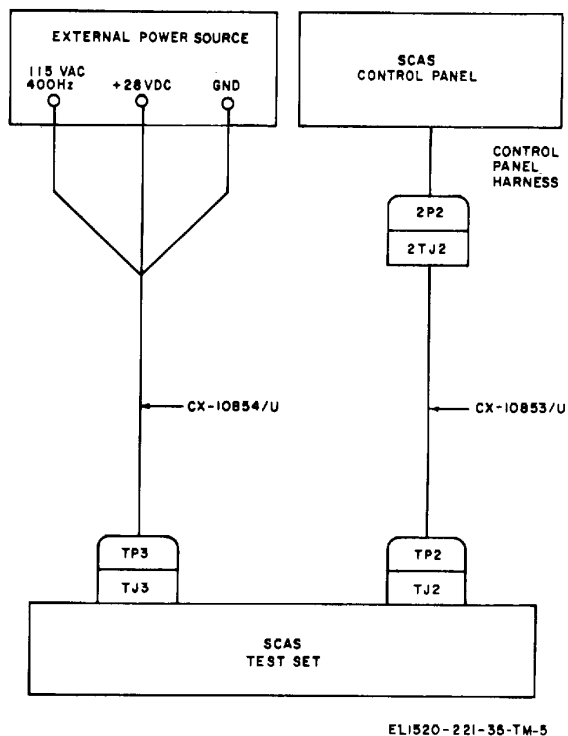 EXTERNAL POWER SOURCE
115 VAC
400Hz
+28VDC
GND
SCAS
CONTROL PANEL
CONTROL
PANEL
HARNESS
2P2
2TJ2
CX-10854/U
CX-10853/U
TP3
TJ3
TP2
TJ2
SCAS
TEST SET
EL1520-221-35-TM-5